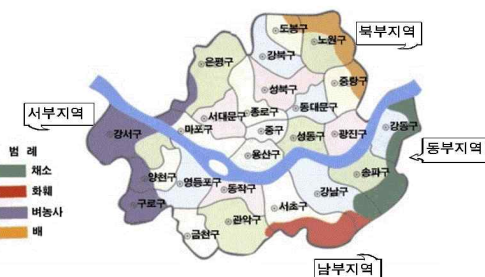 도봉구
노원구
북부지역
강북구
은평구
중랑구
성북구
서부지역
서대문구
종로구
동대문구
강서구
마포구
중구
성동구
광진구
강동구
동부지역
범 례
용산구
채소
양천구
영등포구
동작구
강남구
송파구
화훼
벼농사
구로구
관악구
서초구
배
금천구
남부지역